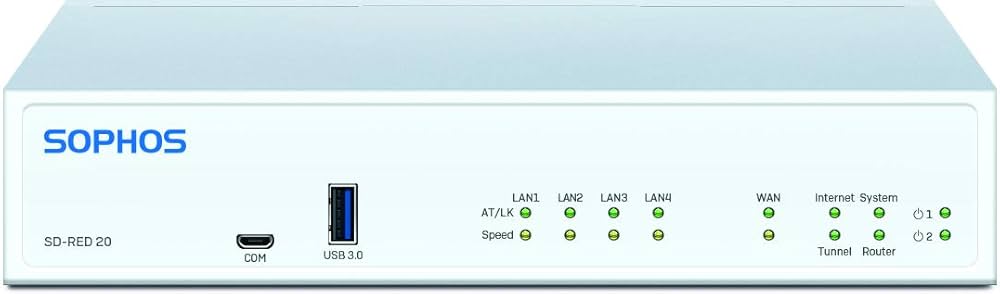 SOPHOS
SD-RED 20
COM
USB 3.0
LAN1 LAN2 LAN3 LAN4 WAN Internet System
AT/LK
Speed
Tunnel Router
1
2